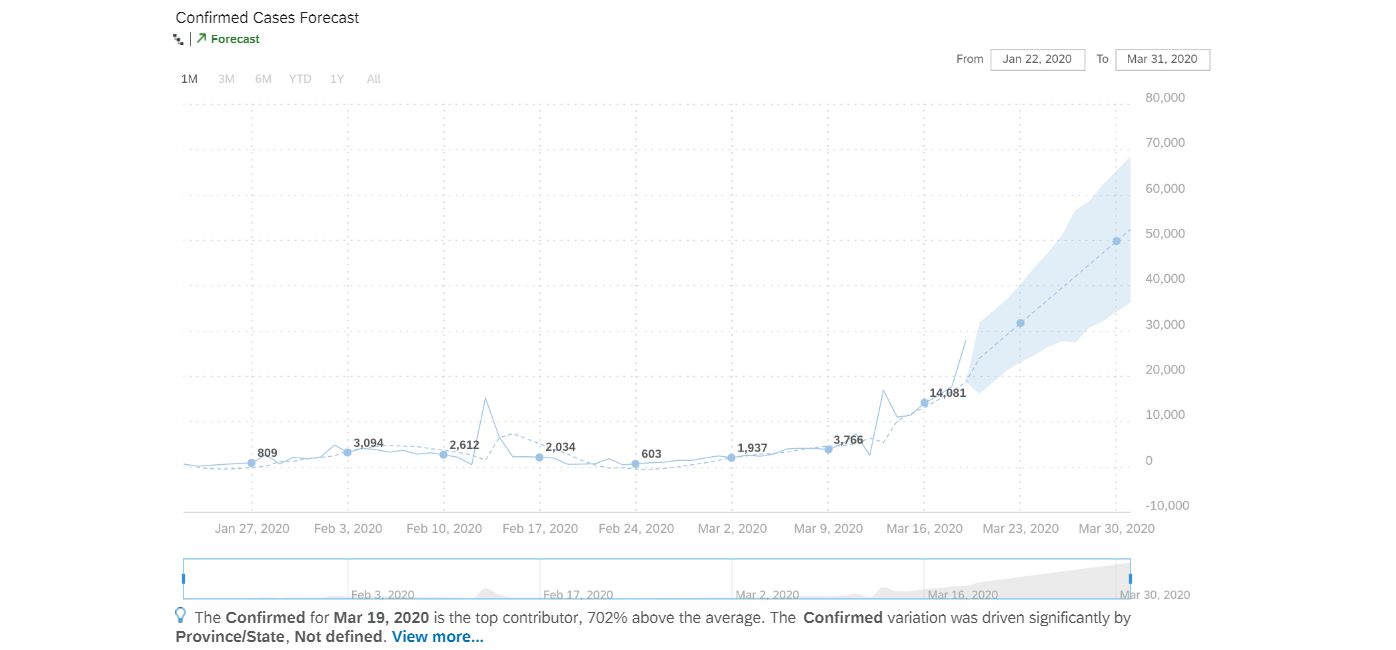 Confirmed Cases Forecast
Forecast
From Jan 22, 2020 To Mar 31, 2020
1M 3M 6M YTD 1Y All
80,000
70,000
60,000
50,000
40,000
30,000
20,000
10,000
0
-10,000
809
3,094
2,612
2,034
603
1,937
3,766
14,081
Jan 27, 2020 Feb 3, 2020 Feb 10, 2020 Feb 17, 2020 Feb 24, 2020 Mar 2, 2020 Mar 9, 2020 Mar 16, 2020 Mar 23, 2020 Mar 30, 2020
Feb 3, 2020 Feb 17, 2020 Mar 2, 2020 Mar 16, 2020 Mar 30, 2020
The Confirmed for Mar 19, 2020 is the top contributor, 702% above the average. The Confirmed variation was driven significantly by
Province/State, Not defined. View more...